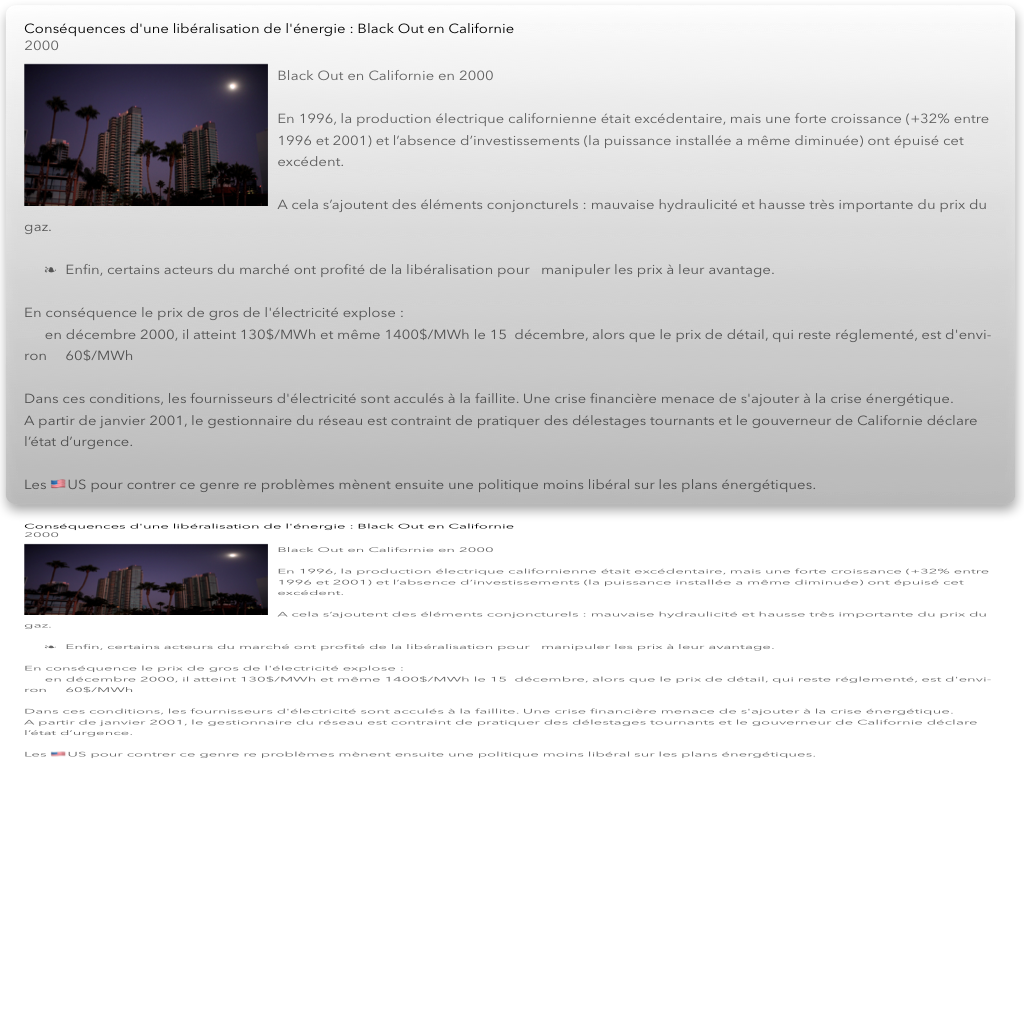 Conséquences d'une libéralisation de l'énergie : Black Out en Californie
2000
Black Out en Californie en 2000
En 1996, la production électrique californienne était excédentaire, mais une forte croissance (+32% entre
1996 et 2001) et l’absence d’investissements (la puissance installée a même diminuée) ont épuisé cet
excédent.
A cela s’ajoutent des éléments conjoncturels : mauvaise hydraulicité et hausse très importante du prix du
gaz.
❧ Enfin, certains acteurs du marché ont profité de la libéralisation pour manipuler les prix à leur avantage.
En conséquence le prix de gros de l'électricité explose :
en décembre 2000, il atteint 130$/MWh et même 1400$/MWh le 15 décembre, alors que le prix de détail, qui reste réglementé, est d'envi-
ron 60$/MWh
Dans ces conditions, les fournisseurs d'électricité sont acculés à la faillite. Une crise financière menace de s'ajouter à la crise énergétique.
A partir de janvier 2001, le gestionnaire du réseau est contraint de pratiquer des délestages tournants et le gouverneur de Californie déclare
l’état d’urgence.
Les 🇺🇸US pour contrer ce genre re problèmes mènent ensuite une politique moins libéral sur les plans énergétiques.
Conséquences d'une libéralisation de l'énergie : Black Out en Californie
2000
Black Out en Californie en 2000
En 1996, la production électrique californienne était excédentaire, mais une forte croissance (+32% entre
1996 et 2001) et l’absence d’investissements (la puissance installée a même diminuée) ont épuisé cet
excédent.
A cela s’ajoutent des éléments conjoncturels : mauvaise hydraulicité et hausse très importante du prix du
gaz.
❧ Enfin, certains acteurs du marché ont profité de la libéralisation pour manipuler les prix à leur avantage.
En conséquence le prix de gros de l'électricité explose :
en décembre 2000, il atteint 130$/MWh et même 1400$/MWh le 15 décembre, alors que le prix de détail, qui reste réglementé, est d'envi-
ron 60$/MWh
Dans ces conditions, les fournisseurs d'électricité sont acculés à la faillite. Une crise financière menace de s'ajouter à la crise énergétique.
A partir de janvier 2001, le gestionnaire du réseau est contraint de pratiquer des délestages tournants et le gouverneur de Californie déclare
l’état d’urgence.
Les 🇺🇸US pour contrer ce genre re problèmes mènent ensuite une politique moins libéral sur les plans énergétiques.